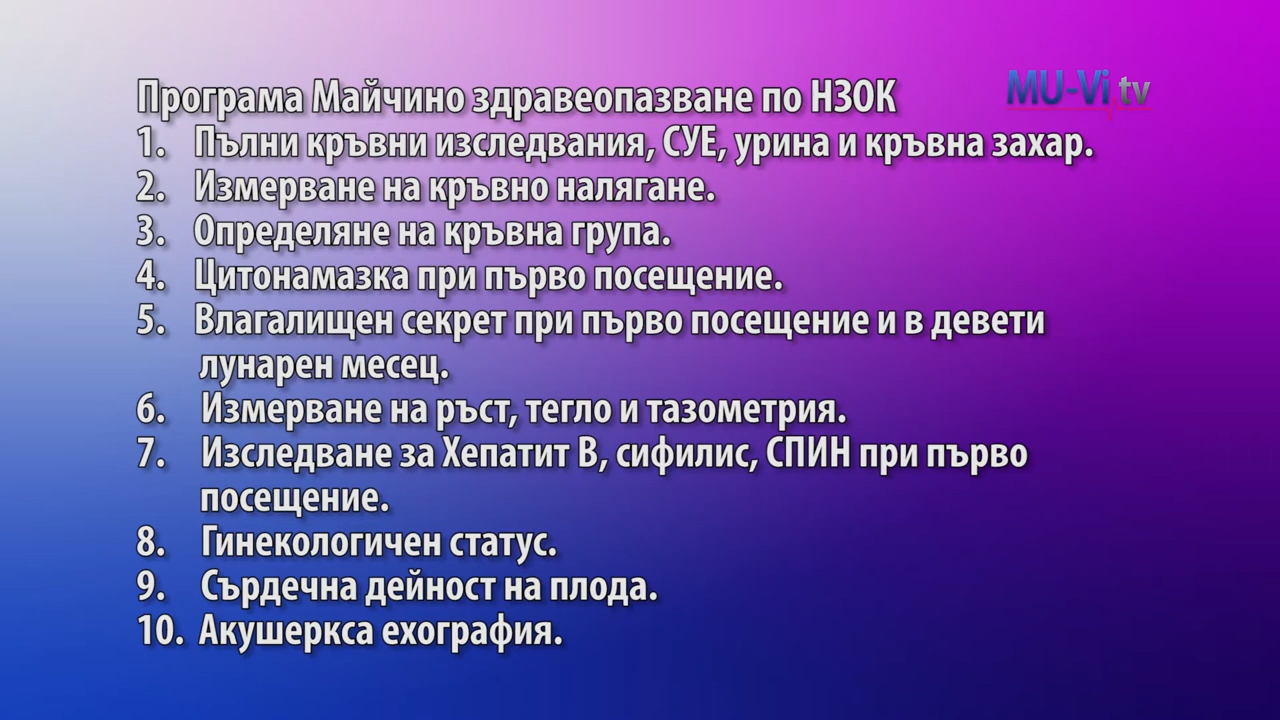 Програма Майчино здравеопазване по НЗОК
MU-Vi.tv
1. Пълни кръвни изследвания, СУЕ, урина и кръвна захар.
2. Измерване на кръвно налягане.
3. Определяне на кръвна група.
4. Цитонамазка при първо посещение.
5. Влагалищен секрет при първо посещение и в девети
лунарен месец.
6. Измерване на ръст, тегло и тазометрия.
7. Изследване за Хепатит В, сифилис, СПИН при първо
посещение.
8. Гинекологичен статус.
9. Сърдечна дейност на плода.
10. Акушеркса ехография.